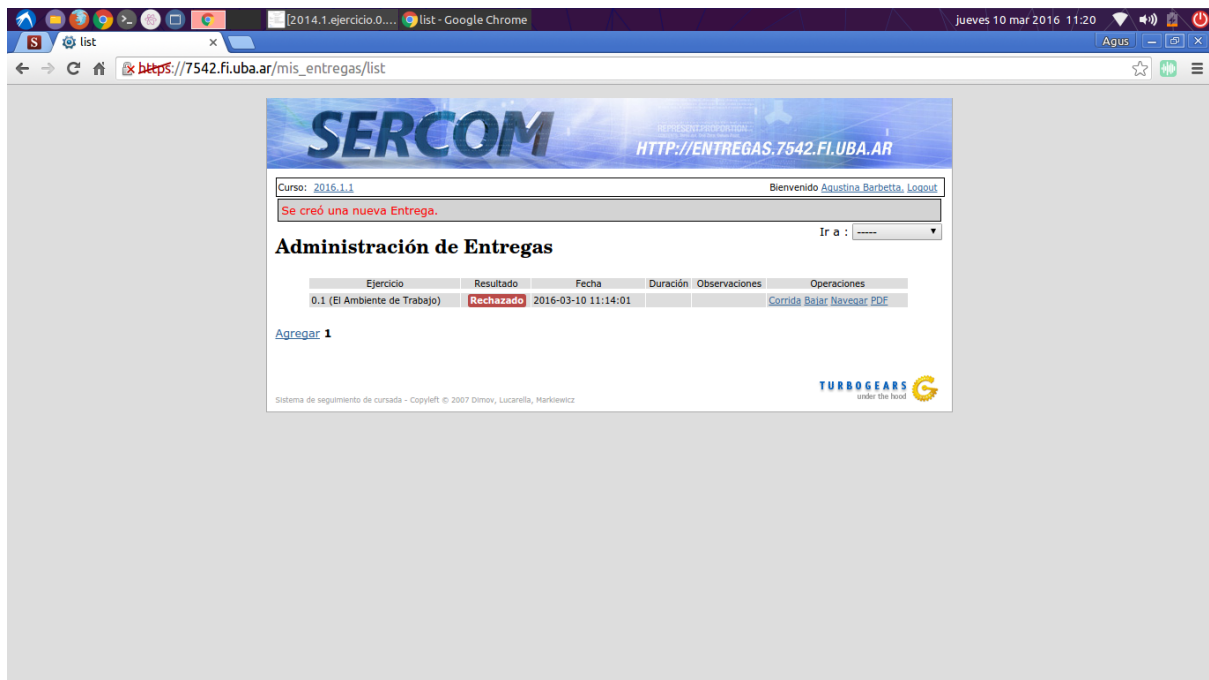 [2014.1.ejercicio.0.... list - Google Chrome jueves 10 mar 2016 11:20
S list × Agus
https://7542.fi.uba.ar/mis_entregas/list
SERCOM
HTTP://ENTREGAS.7542.FI.UBA.AR
Curso: 2016.1.1 Bienvenido Agustina Barbetta. Logout
Se creó una nueva Entrega.
Ir a : -----
Administración de Entregas
Ejercicio Resultado Fecha Duración Observaciones Operaciones
0.1 (El Ambiente de Trabajo) Rechazado 2016-03-10 11:14:01 Corrida Bajar Navegar PDF
Agregar 1
TURBOGEARS
under the hood
Sistema de seguimiento de cursada - Copyleft © 2007 Dimov, Lucarella, Markiewicz